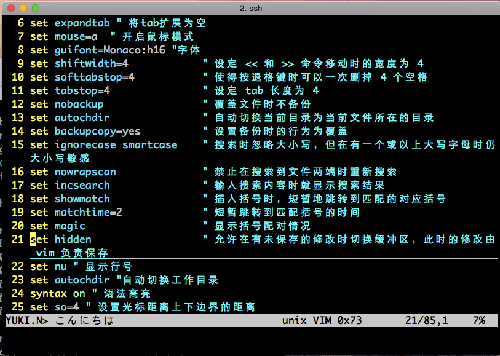 2. ssh
6 set expandtab " 将tab扩展为空
7 set mouse=a " 开启鼠标模式
8 set guifont=Monaco:h16 "字体
9 set shiftwidth=4 " 设定 << 和 >> 命令移动时的宽度为 4
10 set softtabstop=4 " 使得按退格键时可以一次删掉 4 个空格
11 set tabstop=4 " 设定 tab 长度为 4
12 set nobackup " 覆盖文件时不备份
13 set autochdir " 自动切换当前目录为当前文件所在的目录
14 set backupcopy=yes " 设置备份时的行为为覆盖
15 set ignorecase smartcase " 搜索时忽略大小写，但在有一个或以上大写字母时仍
大小写敏感
16 set nowrapscan " 禁止在搜索到文件两端时重新搜索
17 set incsearch " 输入搜索内容时就显示搜索结果
18 set showmatch " 插入括号时，短暂地跳转到匹配的对应括号
19 set matchtime=2 " 短暂跳转到匹配括号的时间
20 set magic " 显示括号配对情况
21 set hidden " 允许在有未保存的修改时切换缓冲区，此时的修改由
vim 负责保存
22 set nu " 显示行号
23 set autochdir "自动切换工作目录
24 syntax on " 语法高亮
25 set so=4 " 设置光标距离上下边界的距离
YUKI.N> こんにちは unix VIM 0x73 21/85,1 7%